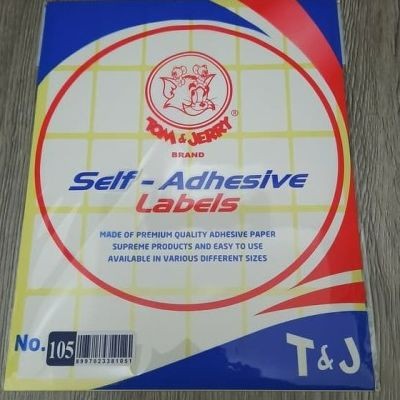 TOM & JERRY ®
BRAND
Self - Adhesive
Labels
MADE OF PREMIUM QUALITY ADHESIVE PAPER
SUPREME PRODUCTS AND EASY TO USE
AVAILABLE IN VARIOUS DIFFERENT SIZES
No. 105
8997023381051
T & J